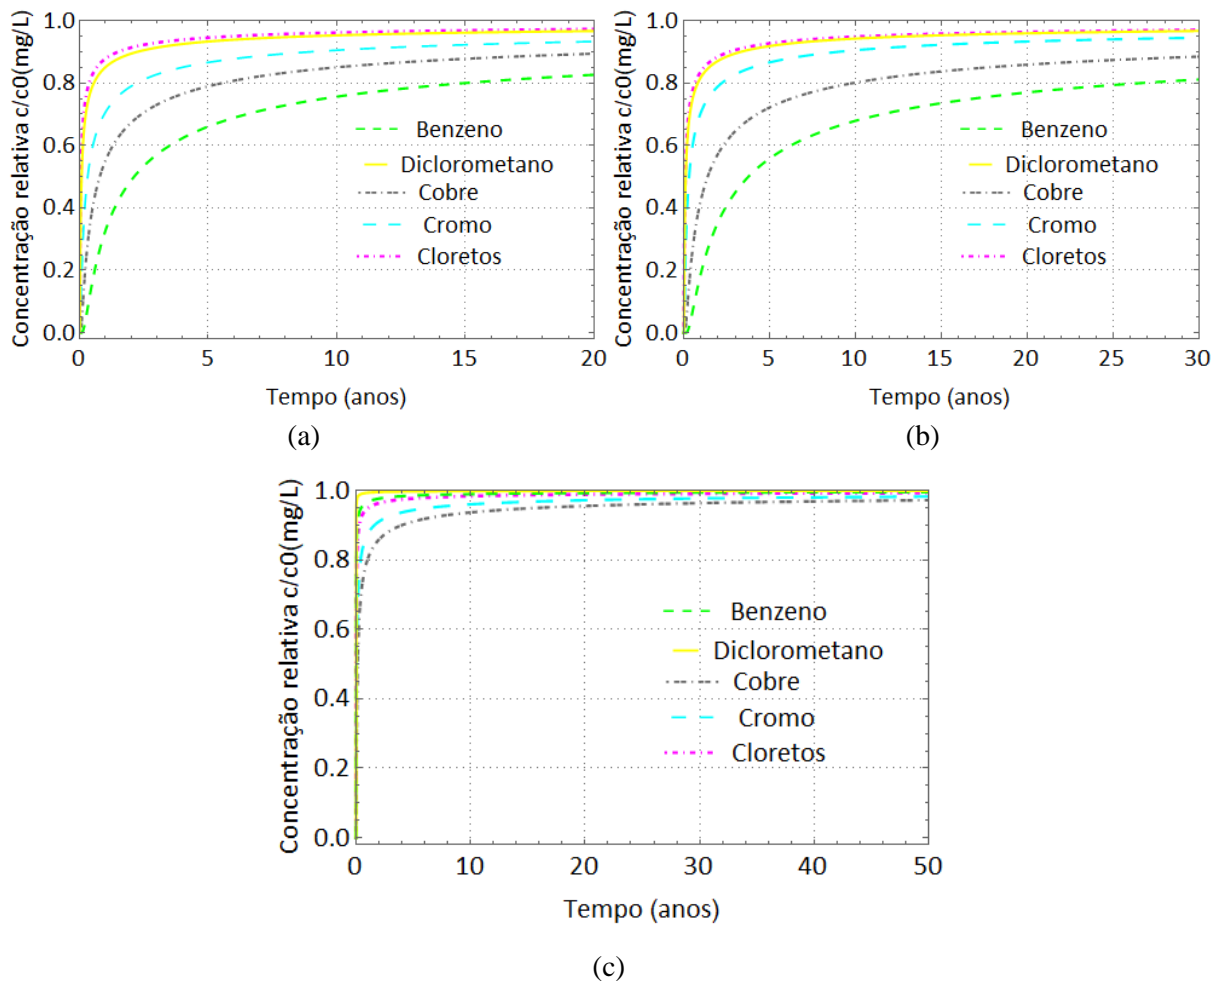 Concentração relativa c/c0(mg/L)
1.0
0.8
0.6
0.4
0.2
0.0
Benzeno
Diclorometano
Cobre
Cromo
Cloretos
0 5 10 15 20
Tempo (anos)
(a)
Concentração relativa c/c0(mg/L)
1.0
0.8
0.6
0.4
0.2
0.0
Benzeno
Diclorometano
Cobre
Cromo
Cloretos
0 5 10 15 20 25 30
Tempo (anos)
(b)
Concentração relativa c/c0(mg/L)
1.0
0.8
0.6
0.4
0.2
0.0
Benzeno
Diclorometano
Cobre
Cromo
Cloretos
0 10 20 30 40 50
Tempo (anos)
(c)